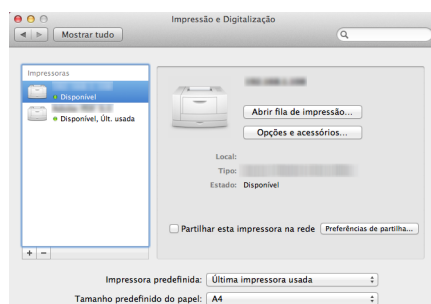 Impressão e Digitalização
Mostrar tudo
Impressoras
Disponível
Disponível, Últ. usada
Abrir fila de impressão...
Opções e acessórios...
Local:
Tipo:
Estado: Disponível
Partilhar esta impressora na rede
Preferências de partilha...
+ −
Impressora predefinida: Última impressora usada
Tamanho predefinido do papel: A4